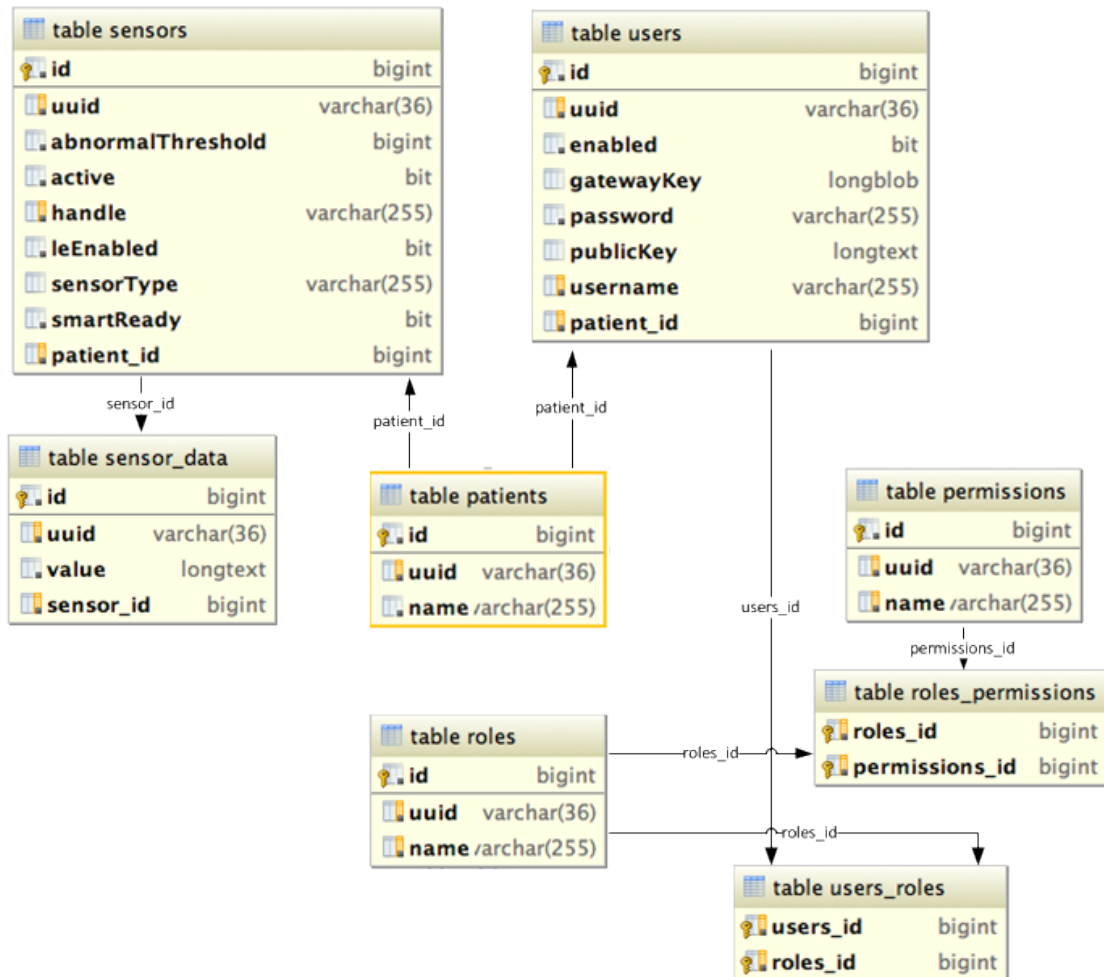 table sensors
id bigint
uuid varchar(36)
abnormalThreshold bigint
active bit
handle varchar(255)
leEnabled bit
sensorType varchar(255)
smartReady bit
patient_id bigint
table users
id bigint
uuid varchar(36)
enabled bit
gatewayKey longblob
password varchar(255)
publicKey longtext
username varchar(255)
patient_id bigint
sensor_id
patient_id
patient_id
table sensor_data
id bigint
uuid varchar(36)
value longtext
sensor_id bigint
table patients
id bigint
uuid varchar(36)
name varchar(255)
table permissions
id bigint
uuid varchar(36)
name varchar(255)
users_id
permissions_id
table roles_permissions
roles_id bigint
permissions_id bigint
table roles
id bigint
uuid varchar(36)
name varchar(255)
roles_id
roles_id
table users_roles
users_id bigint
roles_id bigint